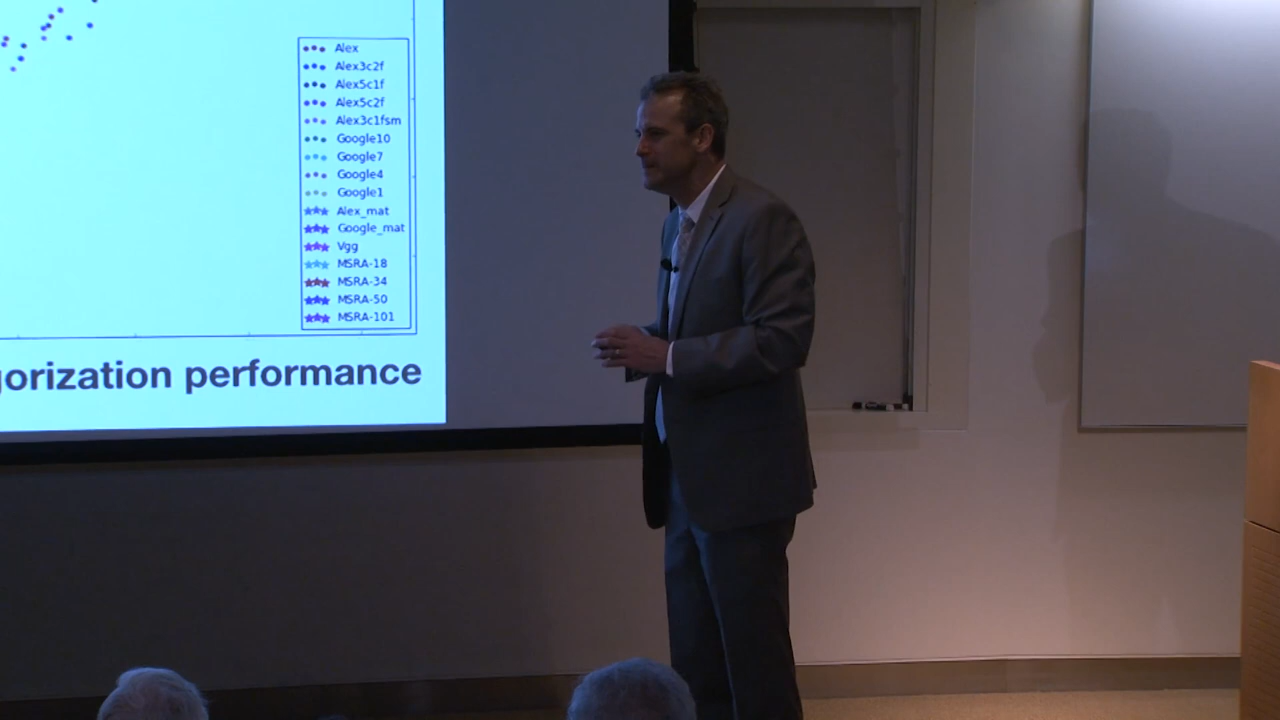 Alex
Alex3c2f
Alex5c1f
Alex5c2f
Alex3c1fsm
Google10
Google7
Google4
Google1
Alex_mat
Google_mat
Vgg
MSRA-18
MSRA-34
MSRA-50
MSRA-101
gorization performance